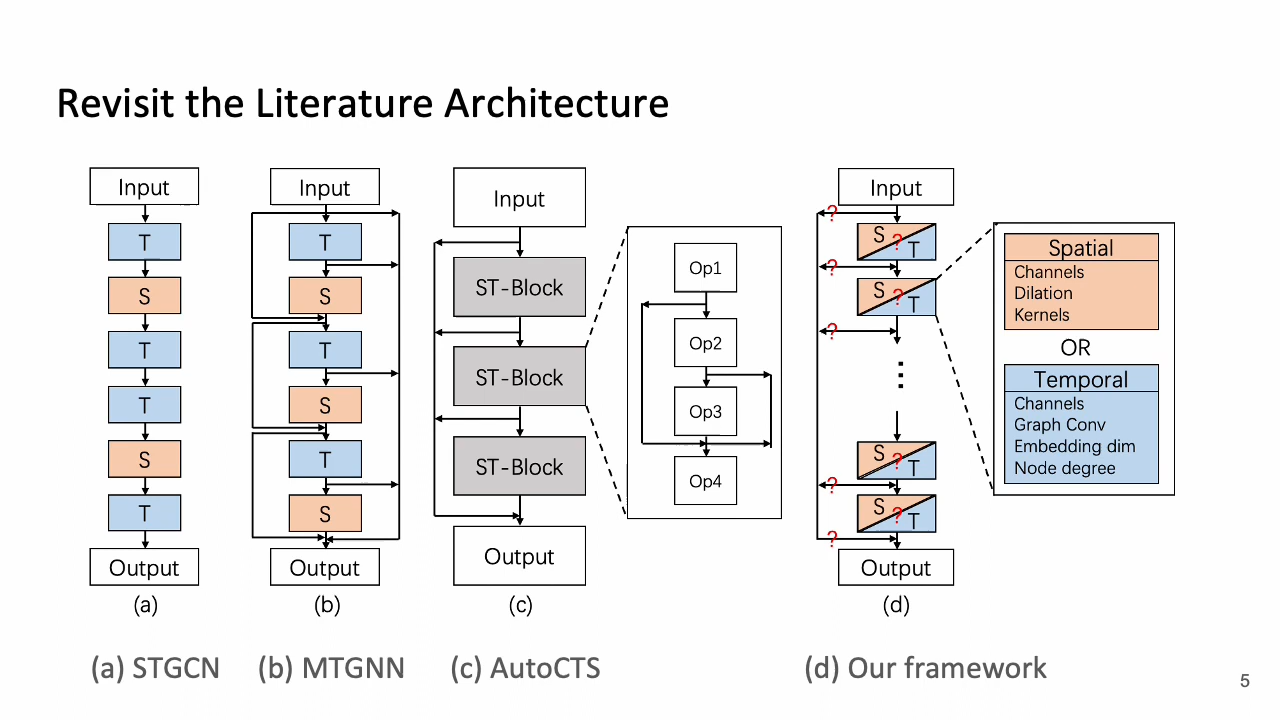 Revisit the Literature Architecture
Input
T
S
T
T
S
T
Output
(a)
Input
T
S
T
S
T
S
Output
(b)
Input
ST-Block
ST-Block
ST-Block
Output
(c)
Op1
Op2
Op3
Op4
Input
?
S ? T
?
S ? T
?
⋮
S ? T
?
S ? T
?
Output
(d)
Spatial
Channels
Dilation
Kernels
OR
Temporal
Channels
Graph Conv
Embedding dim
Node degree
(a) STGCN
(b) MTGNN
(c) AutoCTS
(d) Our framework
5